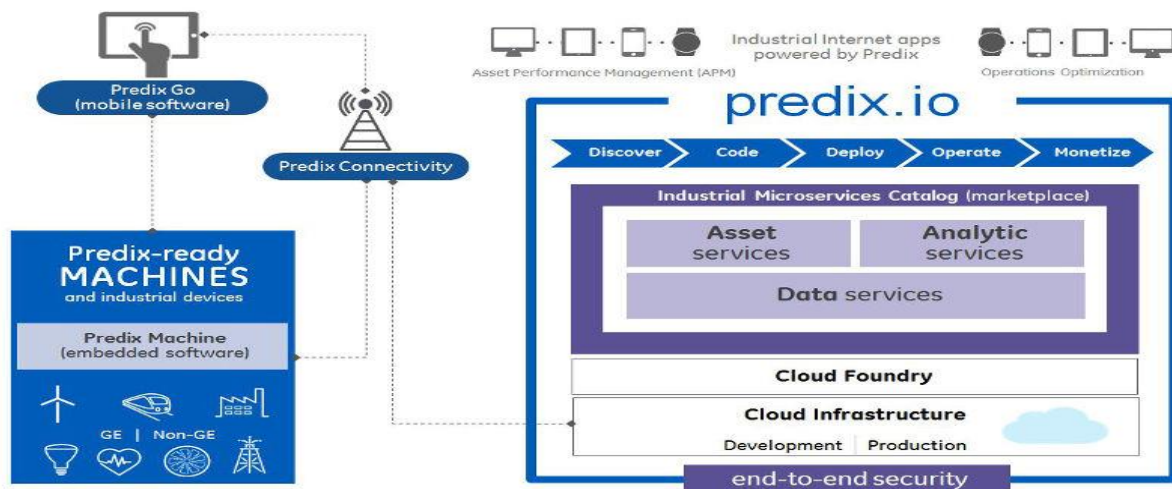 Predix Go
(mobile software)
Predix Connectivity
Predix-ready
MACHINES
and industrial devices
Predix Machine
(embedded software)
GE | Non-GE
Industrial Internet apps
powered by Predix
Asset Performance Management (APM)
Operations Optimization
predix.io
Discover
Code
Deploy
Operate
Monetize
Industrial Microservices Catalog (marketplace)
Asset
services
Analytic
services
Data services
Cloud Foundry
Cloud Infrastructure
Development | Production
end-to-end security